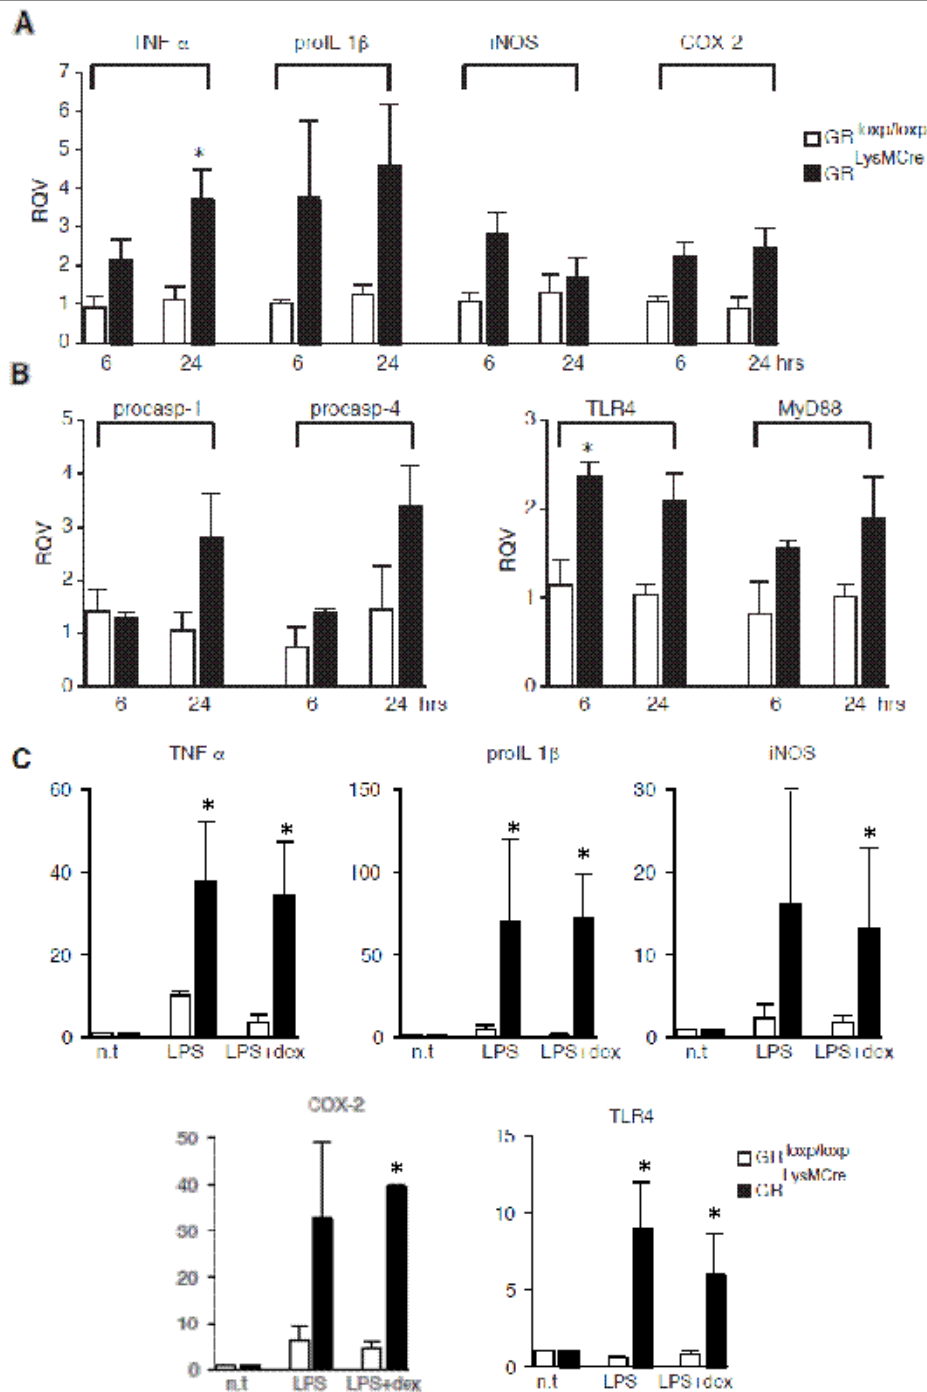 A
TNF α proIL 1β iNOS COX 2
7
6
5
4
3
2
1
0
RQV
*
GR loxp/loxp
GR LysMCre
6 24 6 24 6 24 6 24 hrs
B
procasp-1 procasp-4 TLR4 MyD88
5
4
3
2
1
0
RQV
3
2
1
0
RQV
*
6 24 6 24 hrs 6 24 6 24 hrs
C
TNF α proIL 1β iNOS
60
40
20
0
* *
n.t LPS LPS+dex
150
100
50
0
* *
n.t LPS LPS+dex
30
20
10
0
*
n.t LPS LPS+dex
COX-2 TLR4
50
40
30
20
10
0
*
n.t LPS LPS+dex
15
10
5
0
* *
n.t LPS LPS+dex
GR loxp/loxp
GR LysMCre